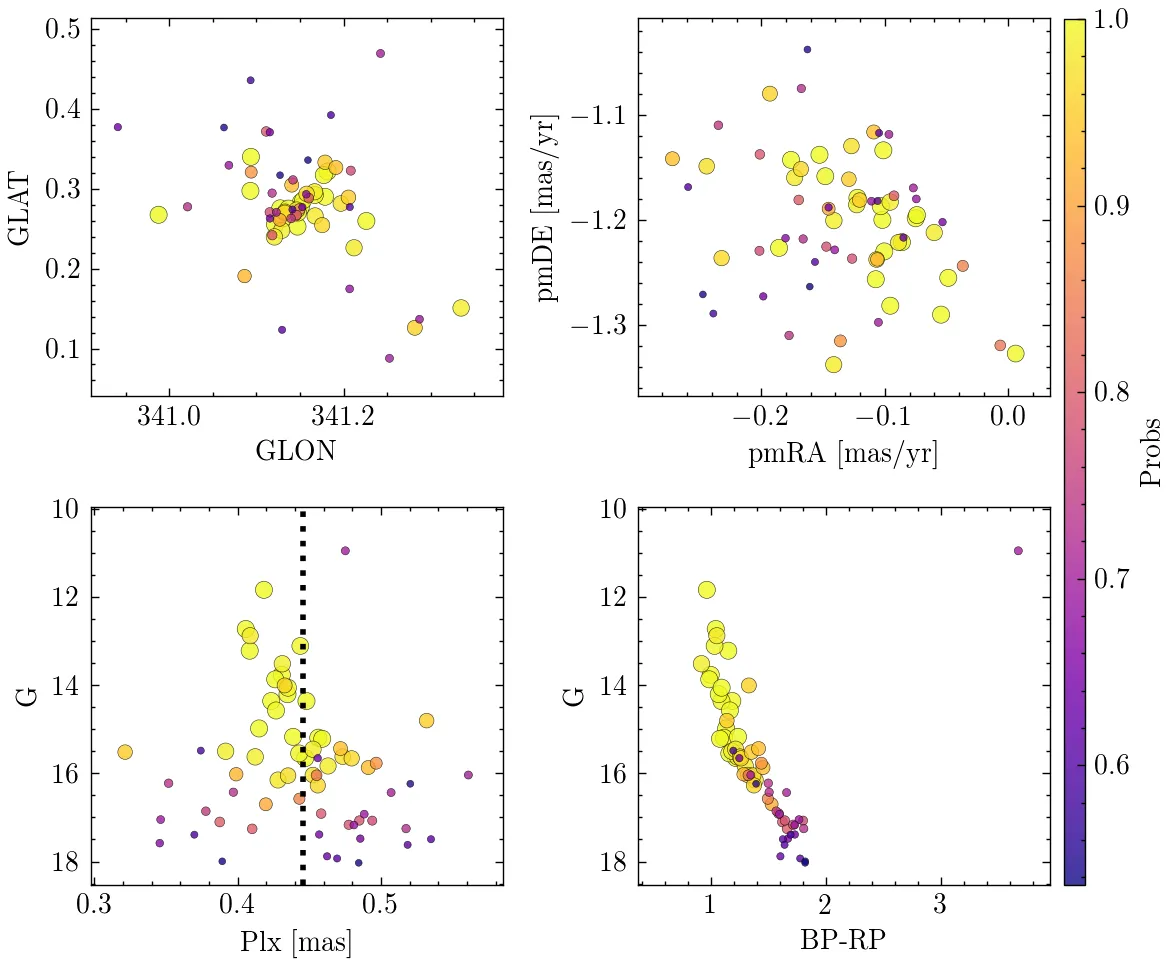 0.5
0.4
0.3
0.2
0.1
GLAT
341.0 341.2
GLON
−1.1
−1.2
−1.3
pmDE [mas/yr]
−0.2 −0.1 0.0
pmRA [mas/yr]
10
12
14
16
18
G
0.3 0.4 0.5
Plx [mas]
10
12
14
16
18
G
1 2 3
BP-RP
1.0
0.9
0.8
0.7
0.6
Probs